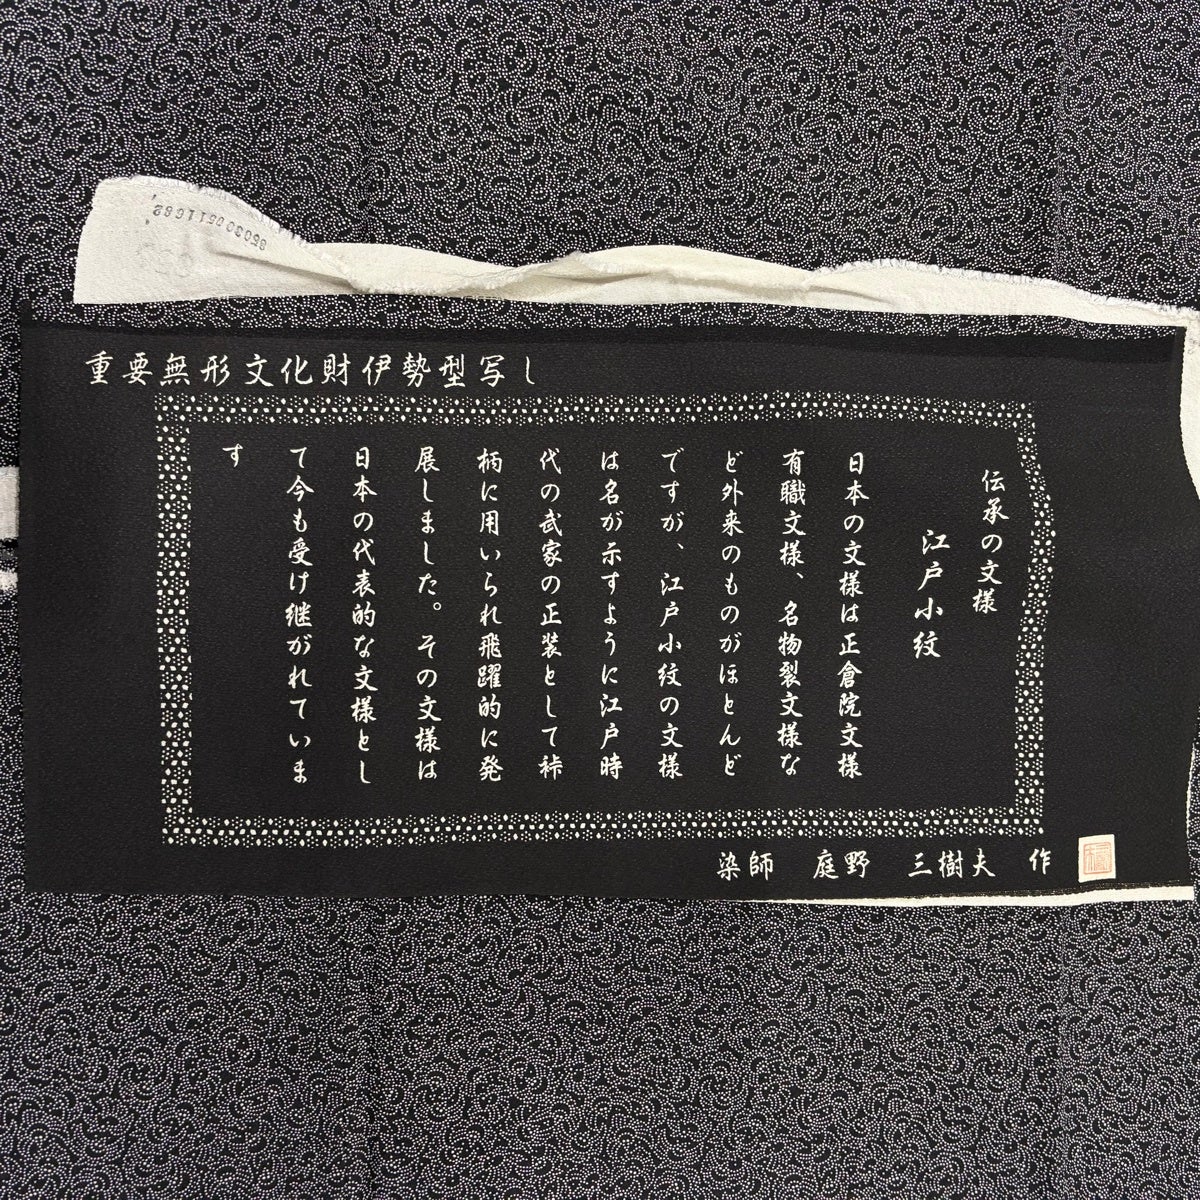 85030051１082
重要無形文化財伊勢型写し
伝承の文様
江戸小紋
日本の文様は正倉院文様
有職文様、名物裂文様な
ど外来のものがほとんど
ですが、江戸小紋の文様
は名が示すように江戸時
代の武家の正装として裃
柄に用いられ飛躍的に発
展しました。その文様は
日本の代表的な文様とし
て今も受け継がれていま
す
染師 庭野 三樹夫 作